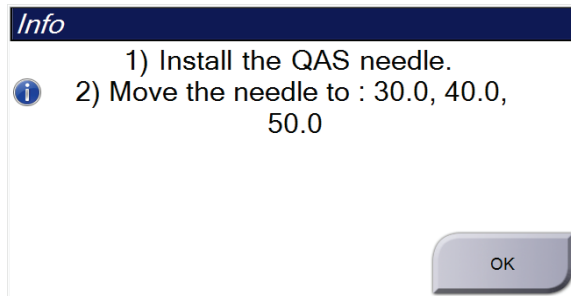 Info
1) Install the QAS needle.
2) Move the needle to : 30.0, 40.0,
50.0
OK